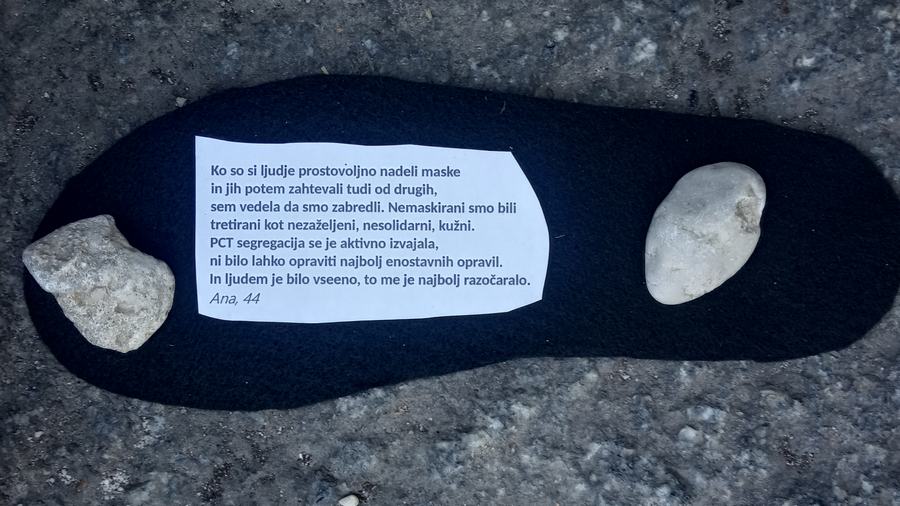 Ko so si ljudje prostovoljno nadeli maske
in jih potem zahtevali tudi od drugih,
sem vedela da smo zabredli. Nemaskirani smo bili
tretirani kot nezaželjeni, nesolidarni, kužni.
PCT segregacija se je aktivno izvajala,
ni bilo lahko opraviti najbolj enostavnih opravil.
In ljudem je bilo vseeno, to me je najbolj razočaralo.
Ana, 44